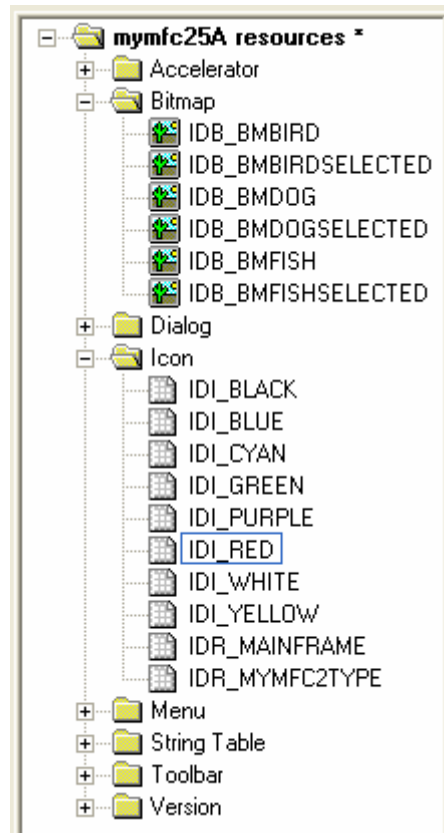 mymfc25A resources *
Accelerator
Bitmap
IDB_BMBIRD
IDB_BMBIRDSELECTED
IDB_BMDOG
IDB_BMDOGSELECTED
IDB_BMFISH
IDB_BMFISHSELECTED
Dialog
Icon
IDI_BLACK
IDI_BLUE
IDI_CYAN
IDI_GREEN
IDI_PURPLE
IDI_RED
IDI_WHITE
IDI_YELLOW
IDR_MAINFRAME
IDR_MYMFC2TYPE
Menu
String Table
Toolbar
Version